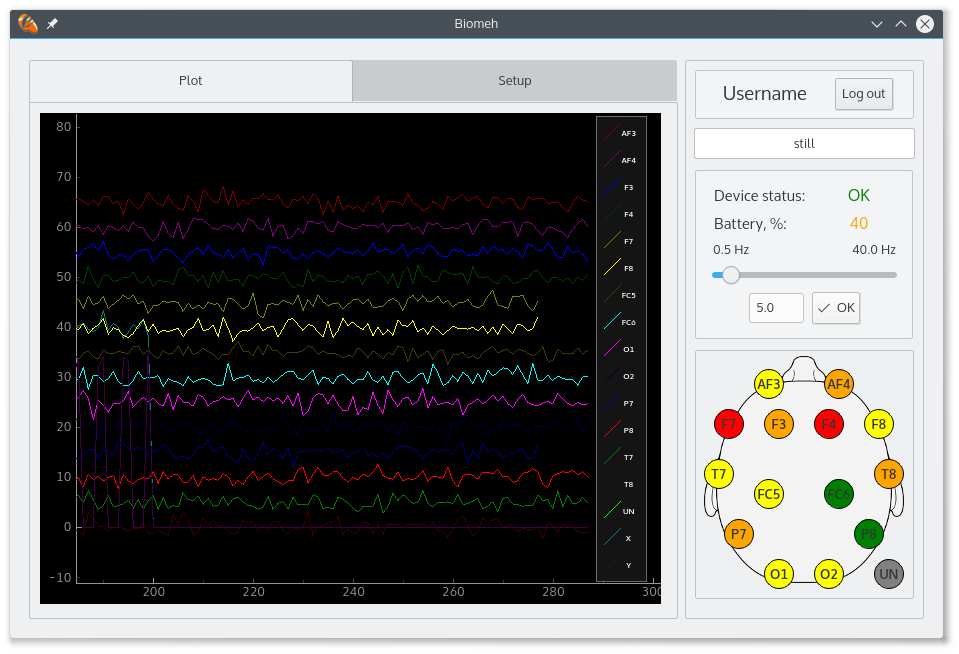 Biomeh
Plot
Setup
80
70
60
50
40
30
20
10
0
-10
200
220
240
260
280
300
AF3
AF4
F3
F4
F7
F8
FC5
FC6
O1
O2
P7
P8
T7
T8
UN
X
Y
Username
Log out
still
Device status: OK
Battery, %: 40
0.5 Hz 40.0 Hz
5.0 OK
AF3 AF4
F7 F3 F4 F8
T7 T8
FC5 FC6
P7 P8
O1 O2 UN